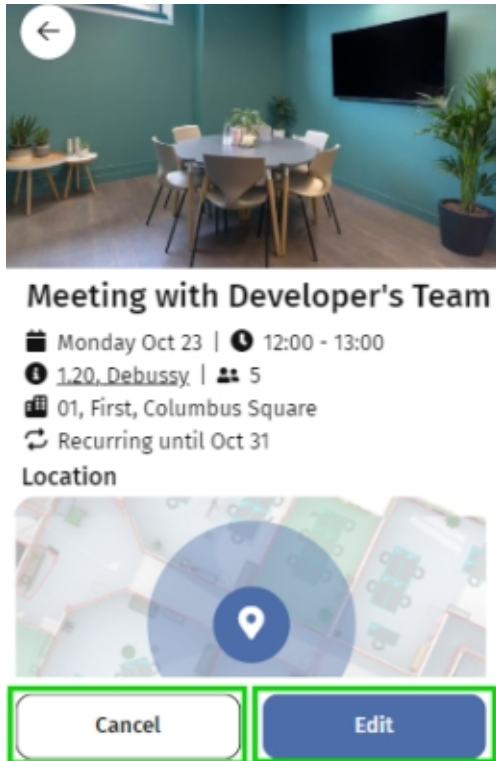 Meeting with Developer's Team
Monday Oct 23 | 12:00 - 13:00
1.20, Debussy | 5
01, First, Columbus Square
Recurring until Oct 31
Location
Cancel
Edit